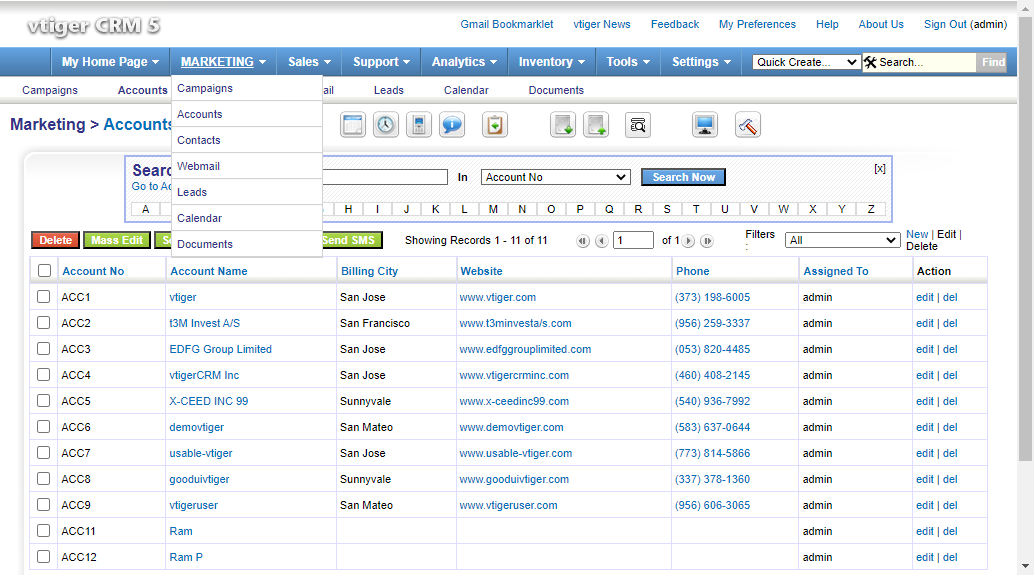 vtiger CRM 5
Gmail Bookmarklet vtiger News Feedback My Preferences Help About Us Sign Out (admin)
My Home Page MARKETING Sales Support Analytics Inventory Tools Settings Quick Create... Search... Find
Campaigns Accounts ail Leads Calendar Documents
Campaigns
Accounts
Contacts
Webmail
Leads
Calendar
Documents
Marketing > Accounts
Searc In Account No Search Now [x]
Go to Ac
A H I J K L M N O P Q R S T U V W X Y Z
Delete Mass Edit Se Send SMS Showing Records 1 - 11 of 11 1 of 1 Filters : All New | Edit | Delete
Account No Account Name Billing City Website Phone Assigned To Action
ACC1 vtiger San Jose www.vtiger.com (373) 198-6005 admin edit | del
ACC2 t3M Invest A/S San Francisco www.t3minvesta/s.com (956) 259-3337 admin edit | del
ACC3 EDFG Group Limited San Jose www.edfggrouplimited.com (053) 820-4485 admin edit | del
ACC4 vtigerCRM Inc San Jose www.vtigercrminc.com (460) 408-2145 admin edit | del
ACC5 X-CEED INC 99 Sunnyvale www.x-ceedinc99.com (540) 936-7992 admin edit | del
ACC6 demovtiger San Mateo www.demovtiger.com (583) 637-0644 admin edit | del
ACC7 usable-vtiger San Jose www.usable-vtiger.com (773) 814-5866 admin edit | del
ACC8 gooduivtiger Sunnyvale www.gooduivtiger.com (337) 378-1360 admin edit | del
ACC9 vtigeruser San Mateo www.vtigeruser.com (956) 606-3065 admin edit | del
ACC11 Ram admin edit | del
ACC12 Ram P admin edit | del